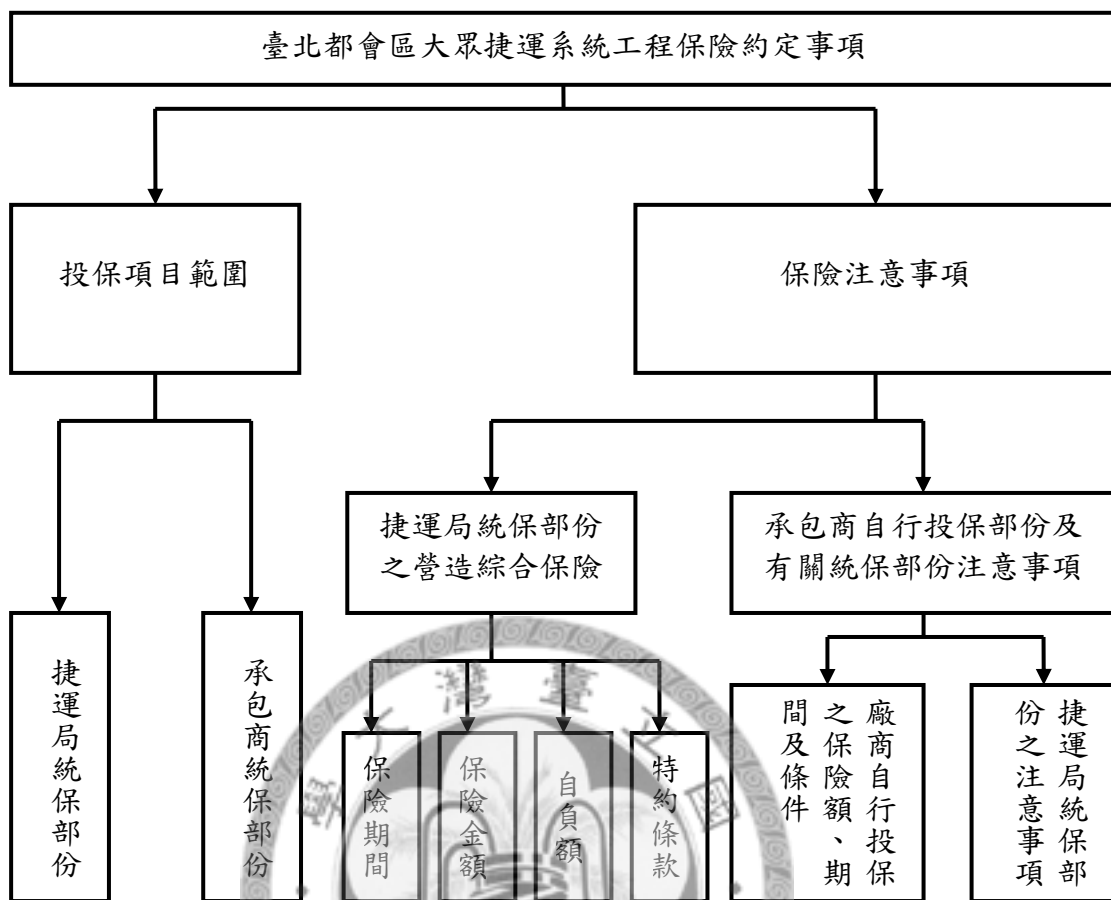 臺北都會區大眾捷運系統工程保險約定事項
投保項目範圍
保險注意事項
捷運局統保部份
之營造綜合保險
承包商自行投保部份及
有關統保部份注意事項
捷運局統保部份
承包商統保部份
保險期間
保險金額
自負額
特約條款
廠商自行投保
之保險額、期
間及條件
捷運局統保部
份之注意事項
國立臺灣大學